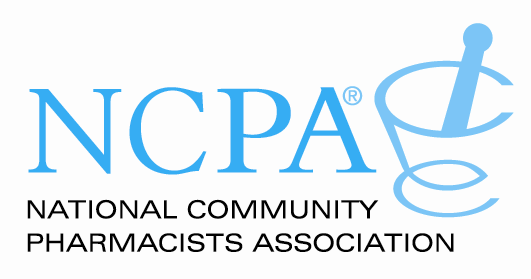 NCPA®
NATIONAL COMMUNITY
PHARMACISTS ASSOCIATION